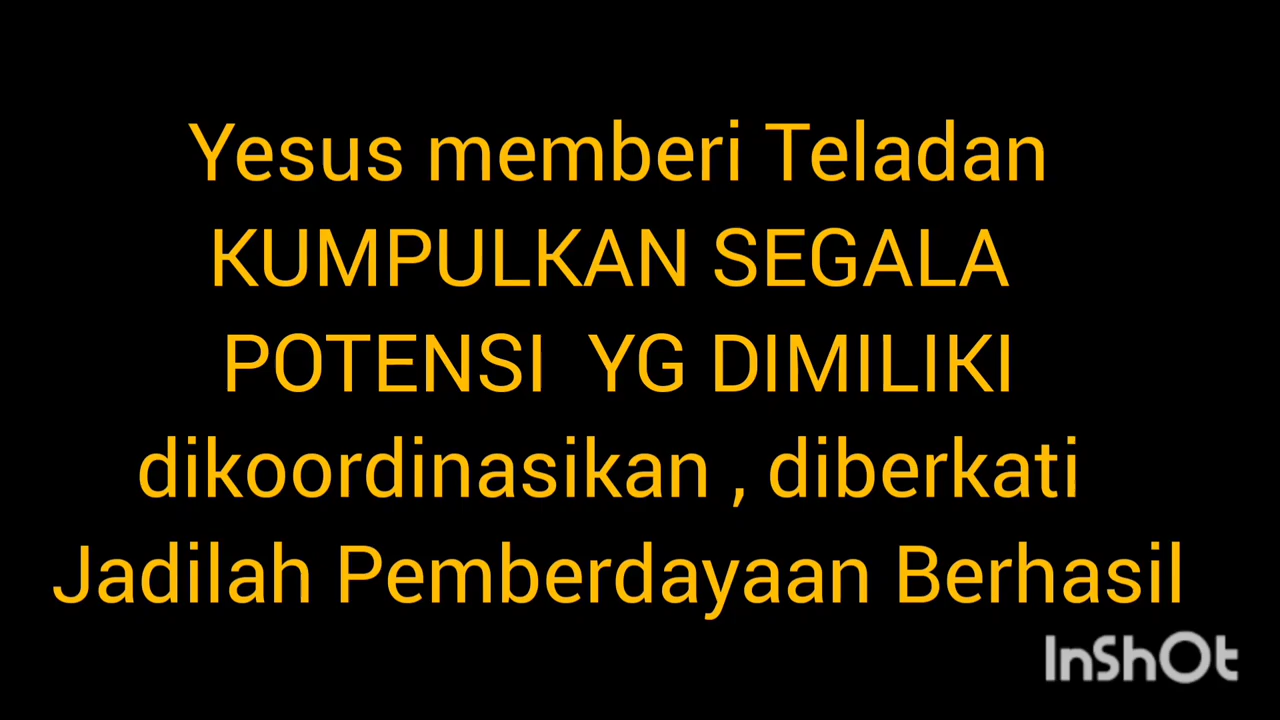 Yesus memberi Teladan
KUMPULKAN SEGALA
POTENSI YG DIMILIKI
dikoordinasikan , diberkati
Jadilah Pemberdayaan Berhasil
InShOt